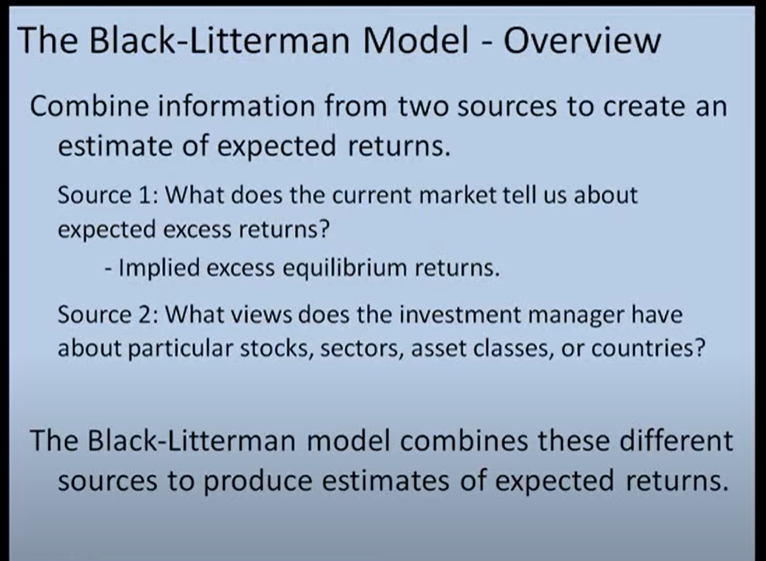 The Black-Litterman Model - Overview
Combine information from two sources to create an
estimate of expected returns.
Source 1: What does the current market tell us about
expected excess returns?
- Implied excess equilibrium returns.
Source 2: What views does the investment manager have
about particular stocks, sectors, asset classes, or countries?
The Black-Litterman model combines these different
sources to produce estimates of expected returns.